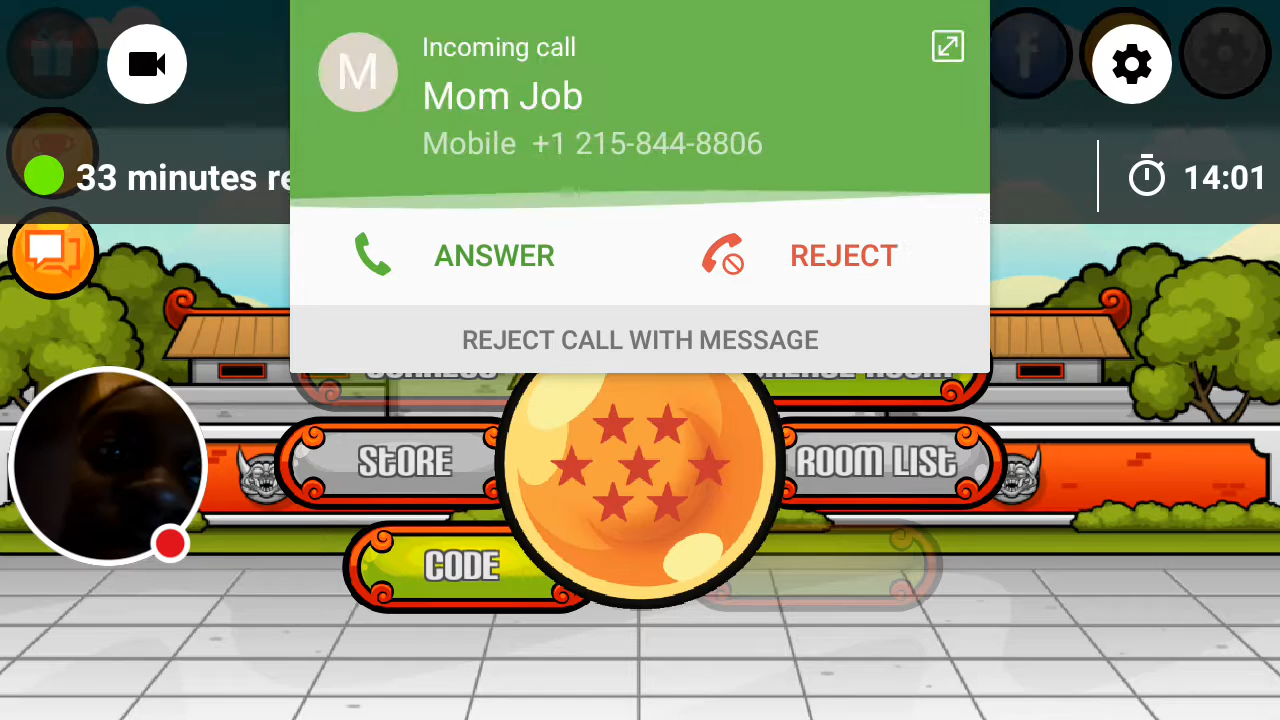 M
Incoming call
Mom Job
Mobile +1 215-844-8806
f
33 minutes
14:01
ANSWER
REJECT
REJECT CALL WITH MESSAGE
STORE
ROOM LIST
CODE